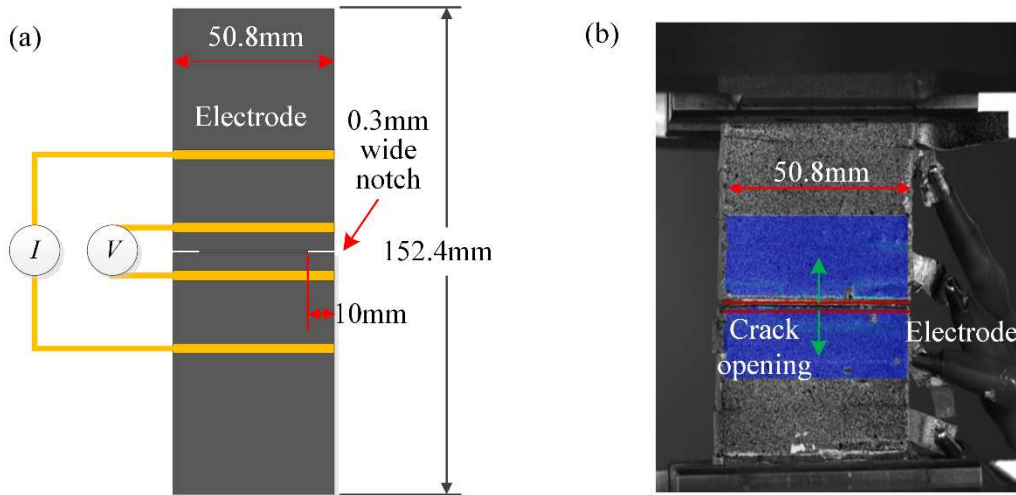 (a)
50.8mm
Electrode
0.3mm
wide
notch
I
V
152.4mm
10mm
(b)
50.8mm
Crack
opening
Electrode